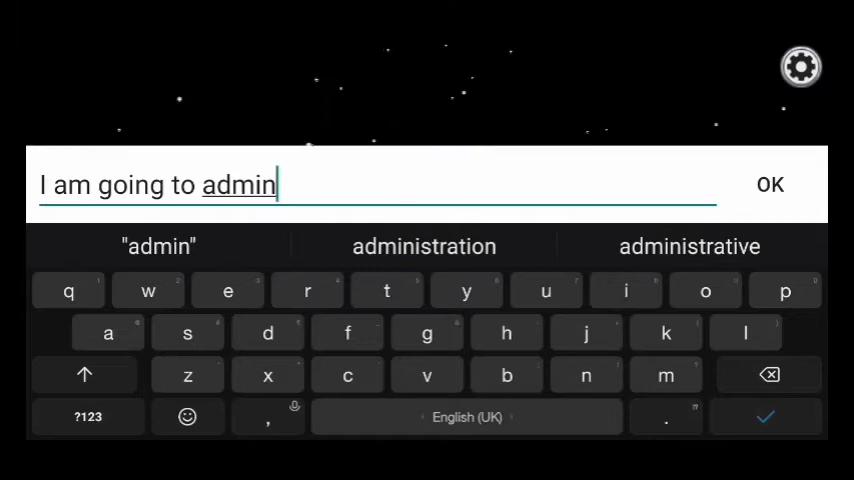 I am going to admin
OK
"admin" administration administrative
q w e r t y u i o p
a s d f g h j k l
z x c v b n m
?123 , English (UK) .